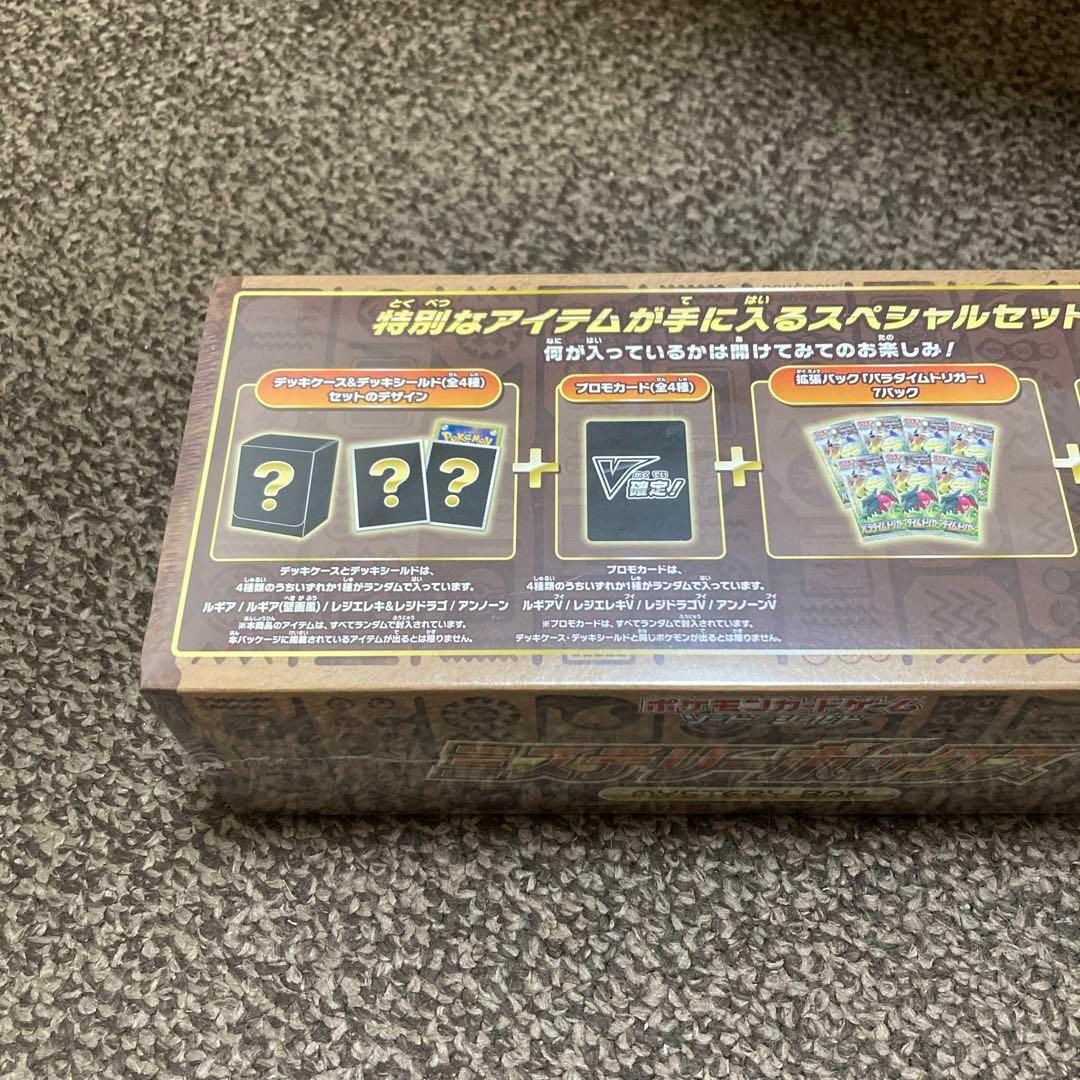 特別なアイテムが手に入るスペシャルセット
何が入っているかは開けてみてのお楽しみ!
デッキケース&デッキシールド(全4種)
セットのデザイン
プロモカード(全4種)
拡張パック「パラダイムトリガー」
7パック
?
?
?
Pokémon
V
確定!
パラダイムトリガー
デッキケースとデッキシールドは、
4種類のうちいずれか1種がランダムで入っています。
ルギア/ルギア(壁画風)/レジエレキ&レジドラゴ/アンノーン
※本商品のアイテムは、すべてランダムで封入されています。
本パッケージに掲載されているアイテムが出るとは限りません。
プロモカードは、
4種類のうちいずれか1種がランダムで入っています。
ルギアV/レジエレキV/レジドラゴV/アンノーンV
※プロモカードは、すべてランダムで封入されています。
デッキケース・デッキシールドと同じポケモンが出るとは限りません。
ポケモンカードゲーム
ソード&シールド
ミステリーボックス
MYSTERY BOX